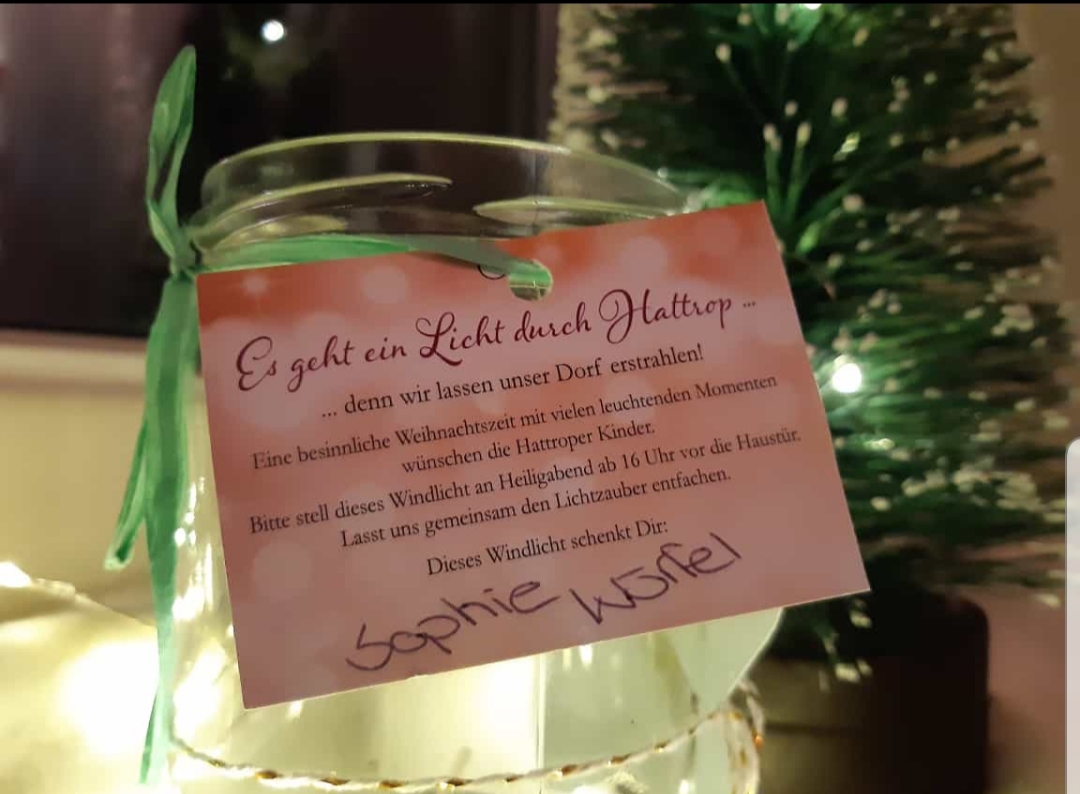 Es geht ein Licht durch Hattrop ...
... denn wir lassen unser Dorf erstrahlen!
Eine besinnliche Weihnachtszeit mit vielen leuchtenden Momenten
wünschen die Hattroper Kinder.
Bitte stell dieses Windlicht an Heiligabend ab 16 Uhr vor die Haustür.
Lasst uns gemeinsam den Lichtzauber entfachen.
Dieses Windlicht schenkt Dir:
Sophie Würfel